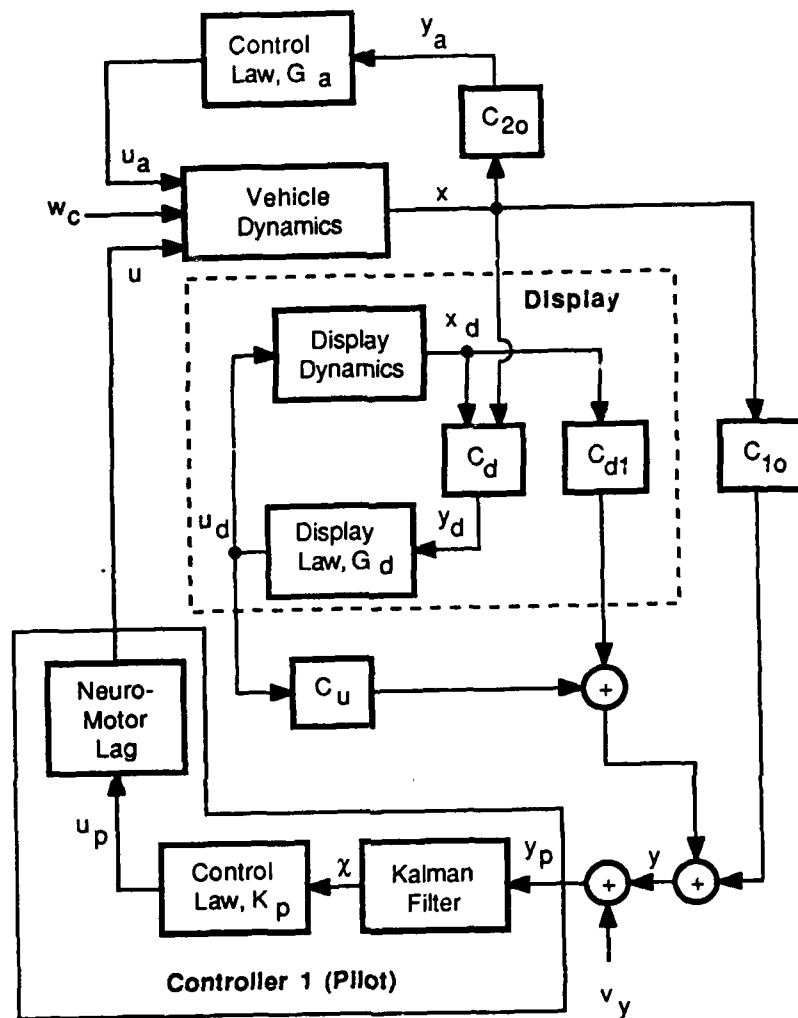 Control
Law, G a
y a
C 2o
u a
w c
Vehicle
Dynamics
x
u
Display
Display
Dynamics
x d
C d
C d1
C 1o
u d
Display
Law, G d
y d
Neuro-
Motor
Lag
C u
+
u p
Control
Law, K p
χ
Kalman
Filter
y p
+
y
+
Controller 1 (Pilot)
v y